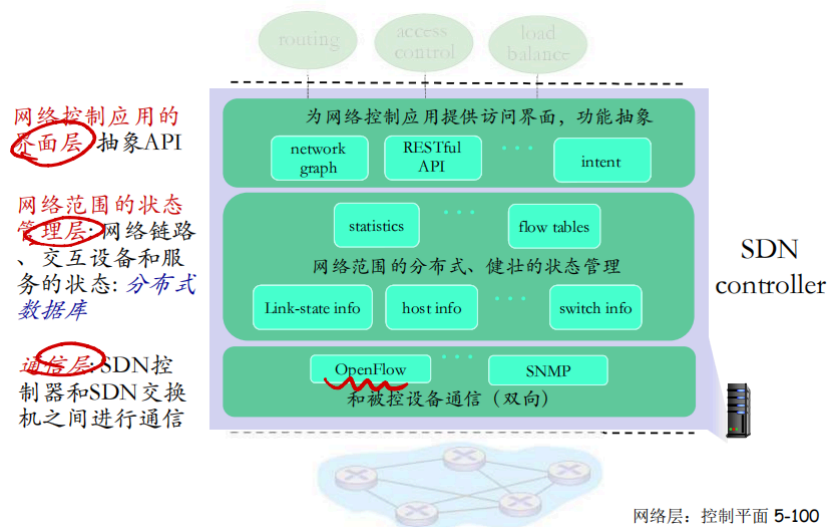 routing
access
control
load
balance
网络控制应用的
界面层: 抽象API
为网络控制应用提供访问界面，功能抽象
network
graph
RESTful
API
intent
网络范围的状态
管理层: 网络链路
、交互设备和服
务的状态: 分布式
数据库
statistics
flow tables
网络范围的分布式、健壮的状态管理
Link-state info
host info
switch info
SDN
controller
通信层: SDN控
制器和SDN交换
机之间进行通信
OpenFlow
SNMP
和被控设备通信（双向）
网络层：控制平面 5-100